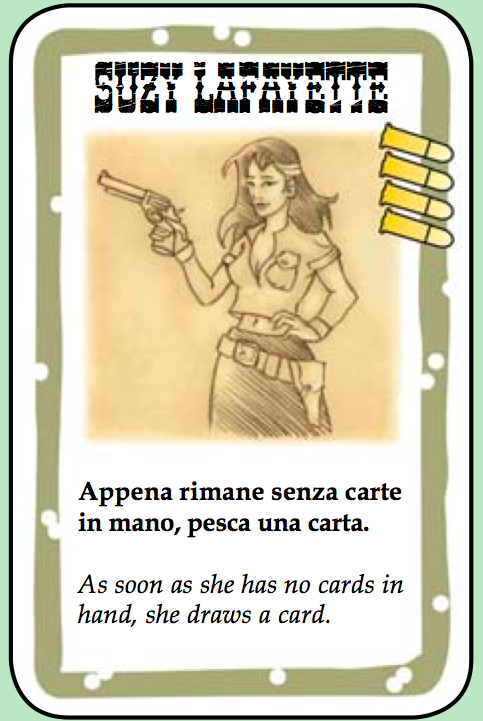 SUZY LAFAYETTE
Appena rimane senza carte
in mano, pesca una carta.
As soon as she has no cards in
hand, she draws a card.